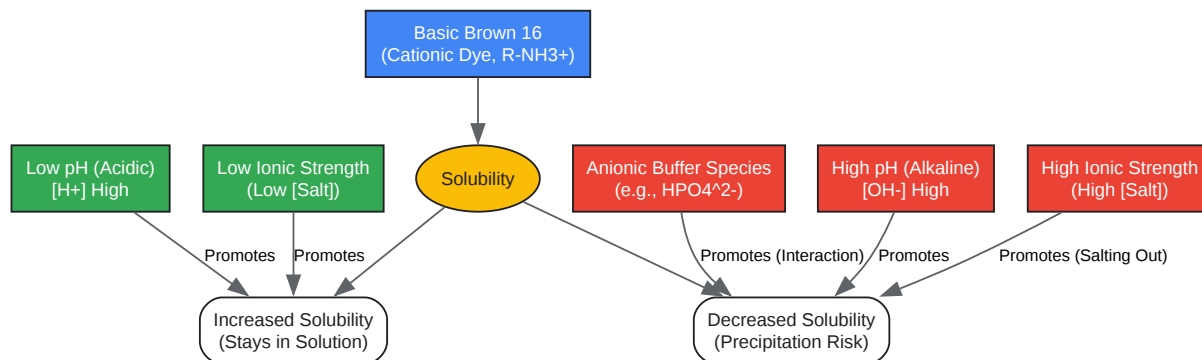 Basic Brown 16
(Cationic Dye, R-NH3+)
Low pH (Acidic)
[H+] High
Low Ionic Strength
(Low [Salt])
Solubility
Anionic Buffer Species
(e.g., HPO4^2-)
High pH (Alkaline)
[OH-] High
High Ionic Strength
(High [Salt])
Promotes
Promotes
Promotes (Interaction)
Promotes
Promotes (Salting Out)
Increased Solubility
(Stays in Solution)
Decreased Solubility
(Precipitation Risk)